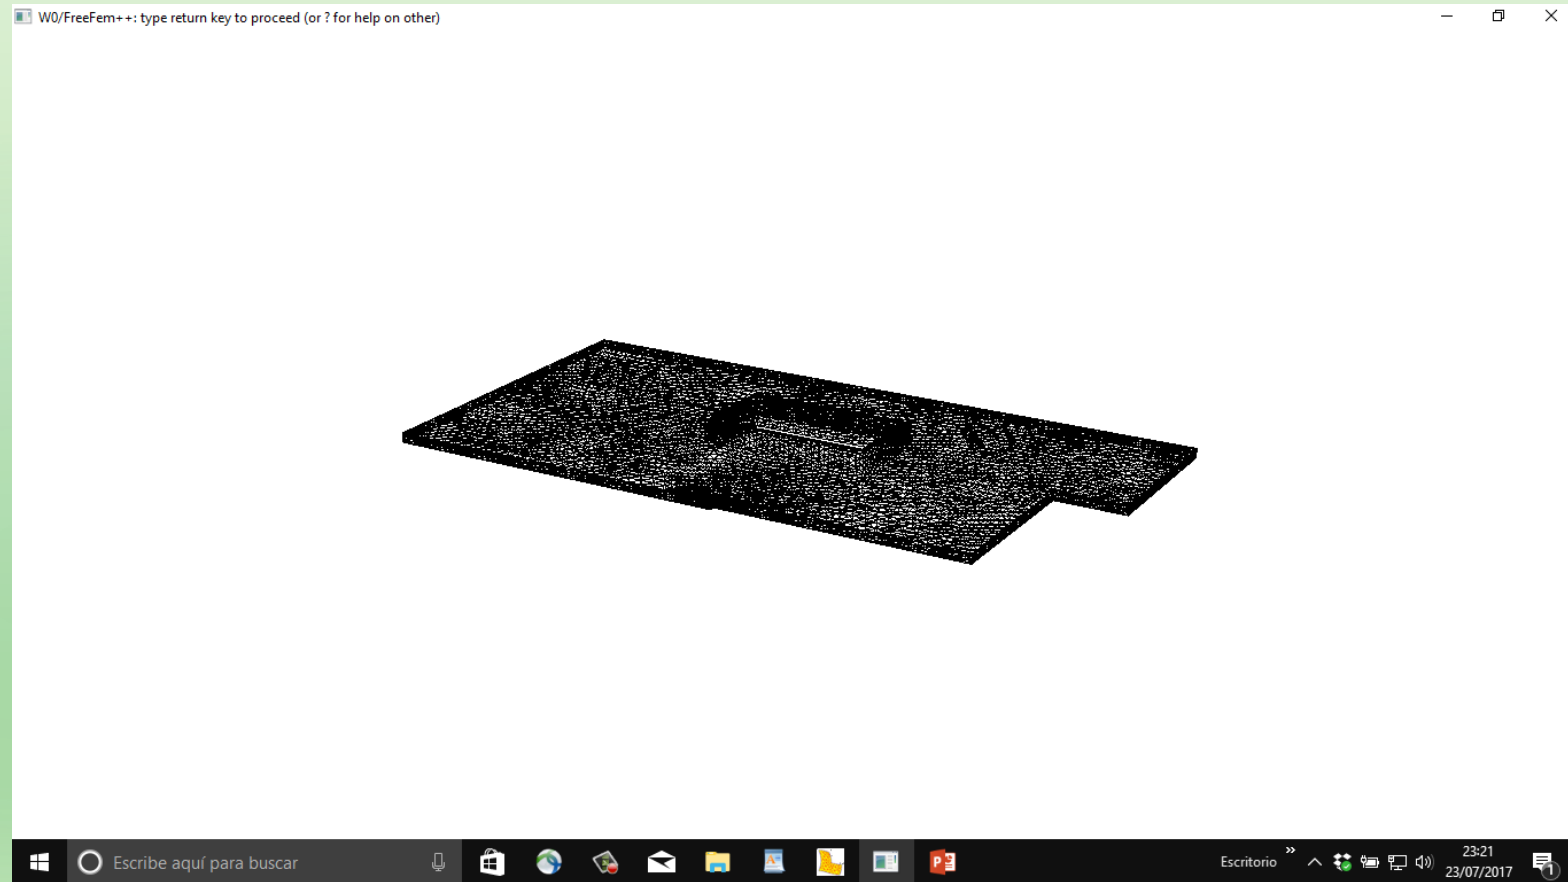 W0/FreeFem++: type return key to proceed (or ? for help on other)
Escribe aquí para buscar
Escritorio
23:21
23/07/2017
1